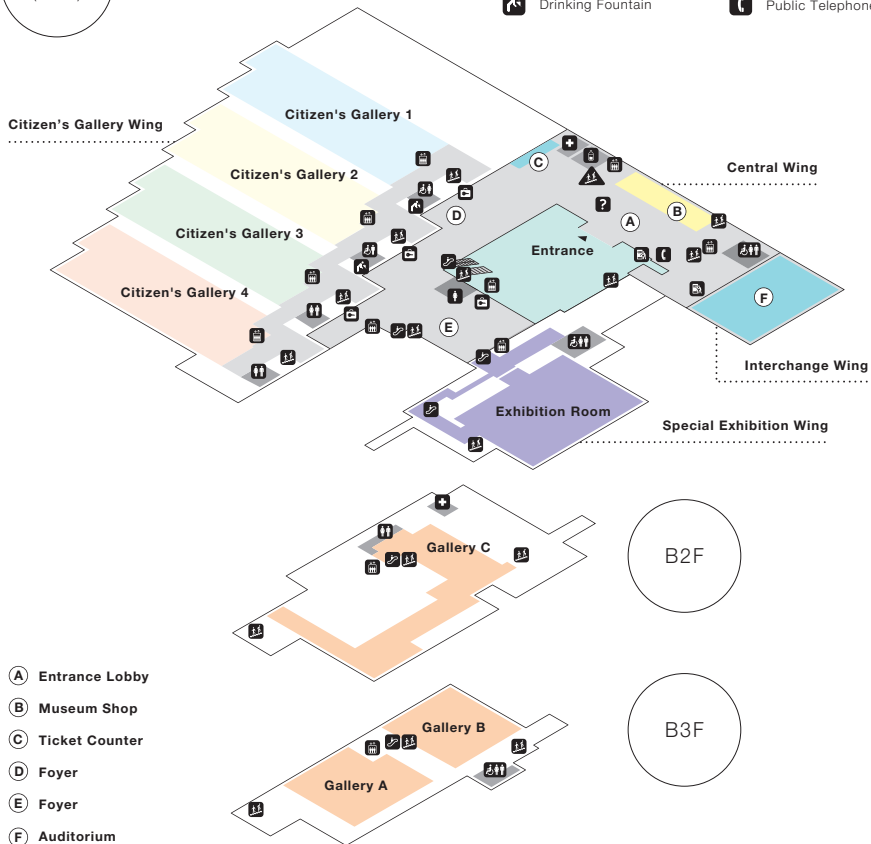 Drinking Fountain
Public Telephone
Citizen's Gallery 1
Citizen's Gallery Wing
Citizen's Gallery 2
C
Central Wing
Citizen's Gallery 3
D
A
B
?
Entrance
Citizen's Gallery 4
F
E
Interchange Wing
Exhibition Room
Special Exhibition Wing
Gallery C
B2F
A Entrance Lobby
B Museum Shop
C Ticket Counter
D Foyer
E Foyer
F Auditorium
Gallery B
B3F
Gallery A